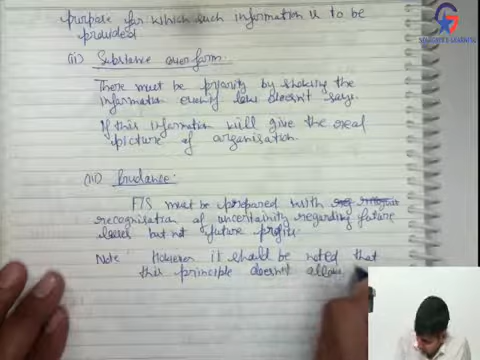 purpose for which such information is to be
provided
(ii) Substance over form.
There must be priority by showing the
information even if law doesn't says.
If this information will give the real
picture of organisation.
(iii) Prudance:
F/S must be prepared with
recognisation of uncertainity regarding future
losses but not future profits.
Note: However it should be noted that
this principle doesn't allow